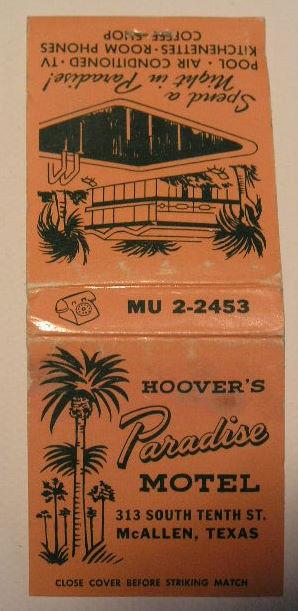 Spend a
Night in Paradise!
POOL · AIR CONDITIONED · TV
KITCHENETTES · ROOM PHONES
COFFEE SHOP
MU 2-2453
HOOVER'S
Paradise
MOTEL
313 SOUTH TENTH ST.
McALLEN, TEXAS
CLOSE COVER BEFORE STRIKING MATCH